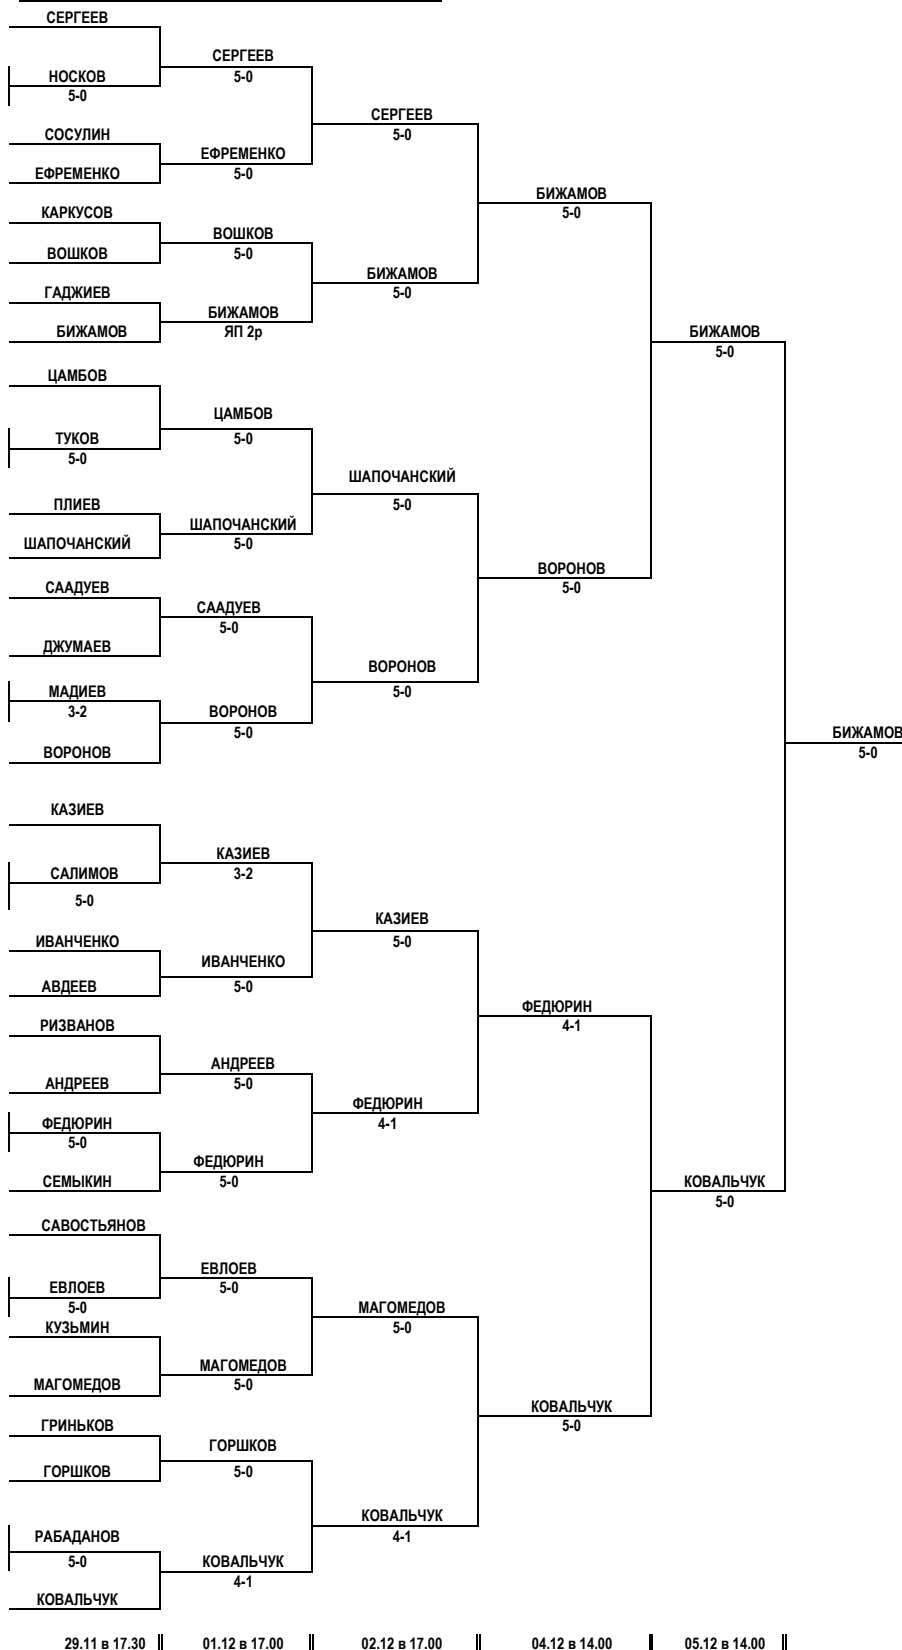 СЕРГЕЕВ
СЕРГЕЕВ
НОСКОВ
5-0
5-0
СЕРГЕЕВ
СОСУЛИН
5-0
ЕФРЕМЕНКО
ЕФРЕМЕНКО
5-0
БИЖАМОВ
КАРКУСОВ
5-0
ВОШКОВ
ВОШКОВ
5-0
БИЖАМОВ
ГАДЖИЕВ
5-0
БИЖАМОВ
БИЖАМОВ
ЯП 2р
БИЖАМОВ
5-0
ЦАМБОВ
ЦАМБОВ
ТУКОВ
5-0
5-0
ШАПОЧАНСКИЙ
ПЛИЕВ
5-0
ШАПОЧАНСКИЙ
ШАПОЧАНСКИЙ
5-0
ВОРОНОВ
СААДУЕВ
5-0
СААДУЕВ
5-0
ДЖУМАЕВ
ВОРОНОВ
МАДИЕВ
5-0
3-2
ВОРОНОВ
5-0
БИЖАМОВ
ВОРОНОВ
5-0
КАЗИЕВ
КАЗИЕВ
САЛИМОВ
3-2
5-0
КАЗИЕВ
ИВАНЧЕНКО
5-0
ИВАНЧЕНКО
АВДЕЕВ
5-0
ФЕДЮРИН
РИЗВАНОВ
4-1
АНДРЕЕВ
АНДРЕЕВ
5-0
ФЕДЮРИН
ФЕДЮРИН
4-1
5-0
ФЕДЮРИН
СЕМЫКИН
5-0
КОВАЛЬЧУК
5-0
САВОСТЬЯНОВ
ЕВЛОЕВ
ЕВЛОЕВ
5-0
5-0
МАГОМЕДОВ
КУЗЬМИН
5-0
МАГОМЕДОВ
МАГОМЕДОВ
5-0
КОВАЛЬЧУК
ГРИНЬКОВ
5-0
ГОРШКОВ
ГОРШКОВ
5-0
КОВАЛЬЧУК
РАБАДАНОВ
4-1
5-0
КОВАЛЬЧУК
4-1
КОВАЛЬЧУК
29.11 в 17.30 01.12 в 17.00 02.12 в 17.00 04.12 в 14.00 05.12 в 14.00